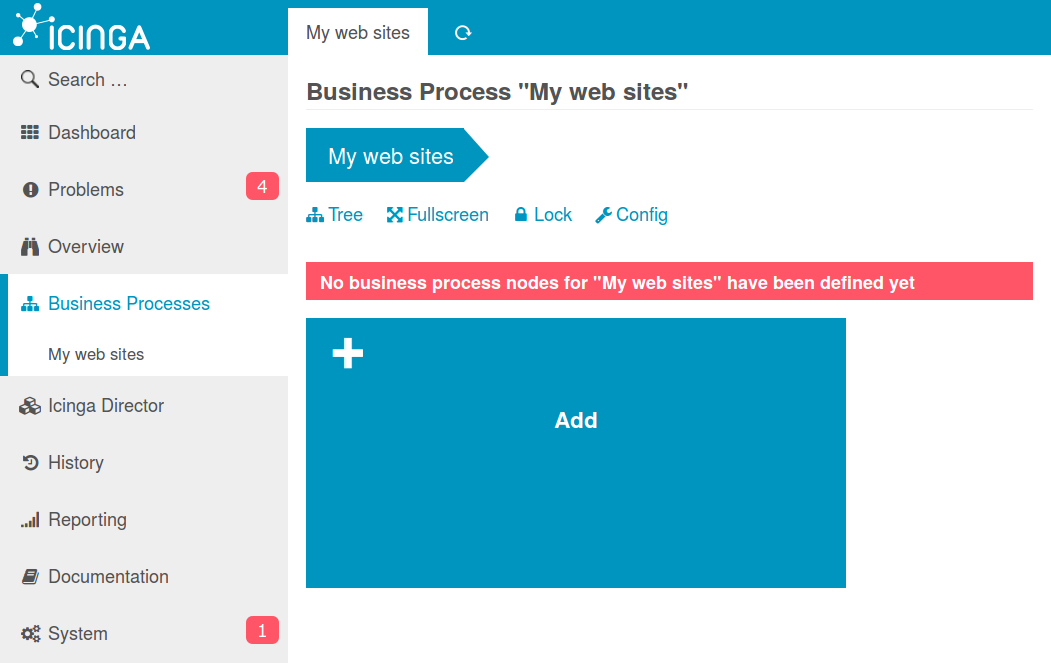 ICINGA
My web sites
Search ...
Dashboard
Problems 4
Overview
Business Processes
My web sites
Icinga Director
History
Reporting
Documentation
System 1
Business Process "My web sites"
My web sites
Tree Fullscreen Lock Config
No business process nodes for "My web sites" have been defined yet
Add